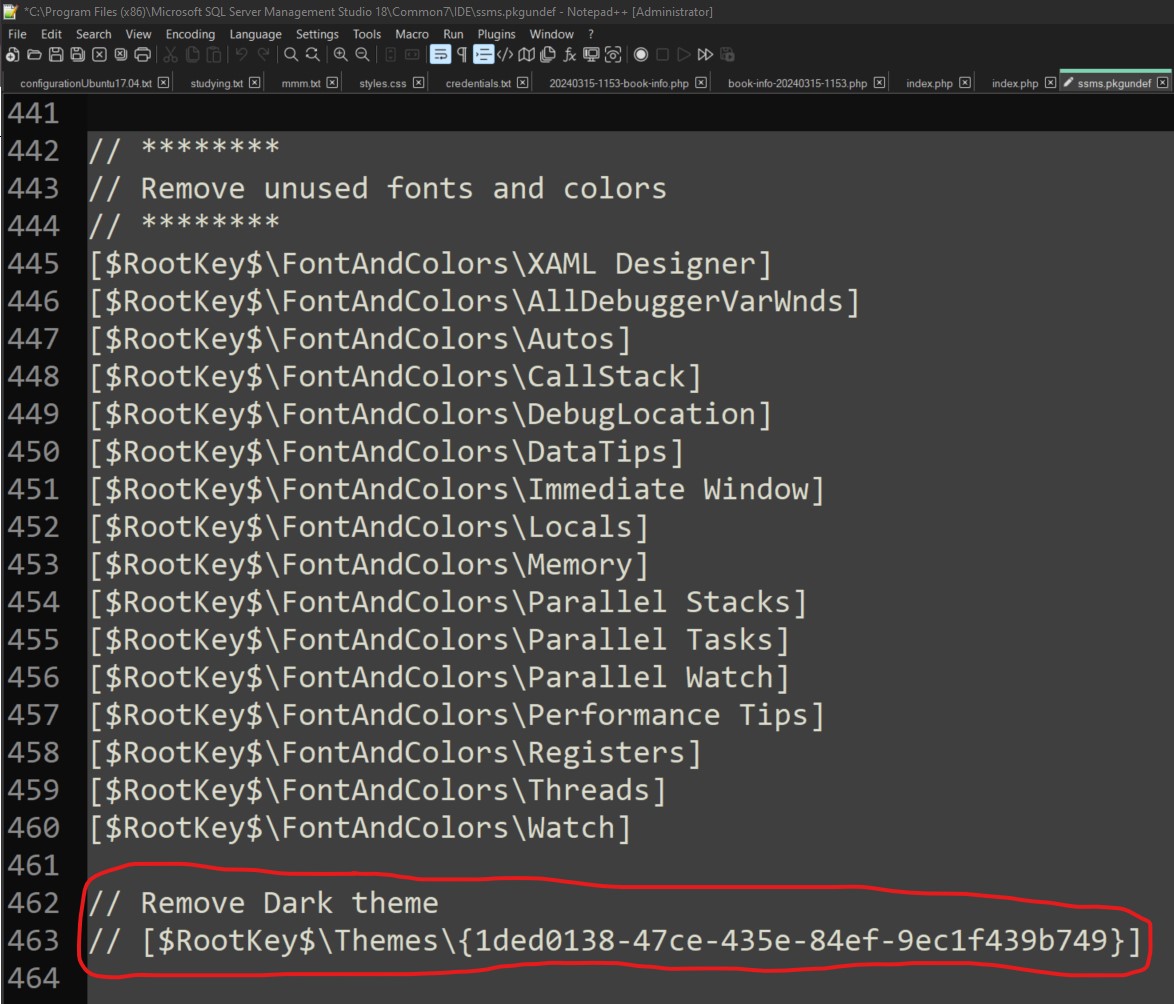 *C:\Program Files (x86)\Microsoft SQL Server Management Studio 18\Common7\IDE\ssms.pkgundef - Notepad++ [Administrator]
File Edit Search View Encoding Language Settings Tools Macro Run Plugins Window ?
configurationUbuntu17.04.txt studying.txt mmm.txt styles.css credentials.txt 20240315-1153-book-info.php book-info-20240315-1153.php index.php index.php ssms.pkgundef
441
442 // ********
443 // Remove unused fonts and colors
444 // ********
445 [$RootKey$\FontAndColors\XAML Designer]
446 [$RootKey$\FontAndColors\AllDebuggerVarWnds]
447 [$RootKey$\FontAndColors\Autos]
448 [$RootKey$\FontAndColors\CallStack]
449 [$RootKey$\FontAndColors\DebugLocation]
450 [$RootKey$\FontAndColors\DataTips]
451 [$RootKey$\FontAndColors\Immediate Window]
452 [$RootKey$\FontAndColors\Locals]
453 [$RootKey$\FontAndColors\Memory]
454 [$RootKey$\FontAndColors\Parallel Stacks]
455 [$RootKey$\FontAndColors\Parallel Tasks]
456 [$RootKey$\FontAndColors\Parallel Watch]
457 [$RootKey$\FontAndColors\Performance Tips]
458 [$RootKey$\FontAndColors\Registers]
459 [$RootKey$\FontAndColors\Threads]
460 [$RootKey$\FontAndColors\Watch]
461
462 // Remove Dark theme
463 // [$RootKey$\Themes\{1ded0138-47ce-435e-84ef-9ec1f439b749}]
464